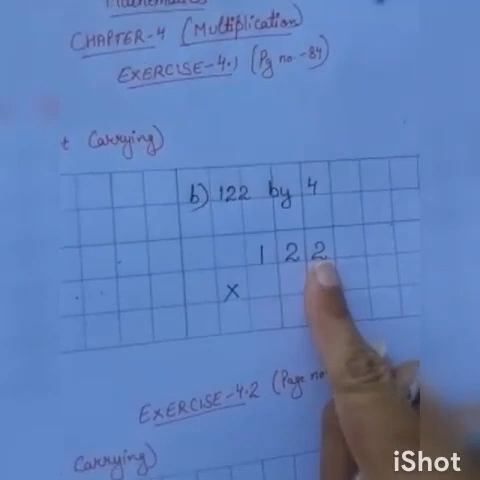 Mathematics
CHAPTER-4 (Multiplication)
EXERCISE-4.1 (Pg no.-84)
t Carrying)
b) 122 by 4
1 2 2
x
EXERCISE-4.2 (Page no
Carrying)
iShot